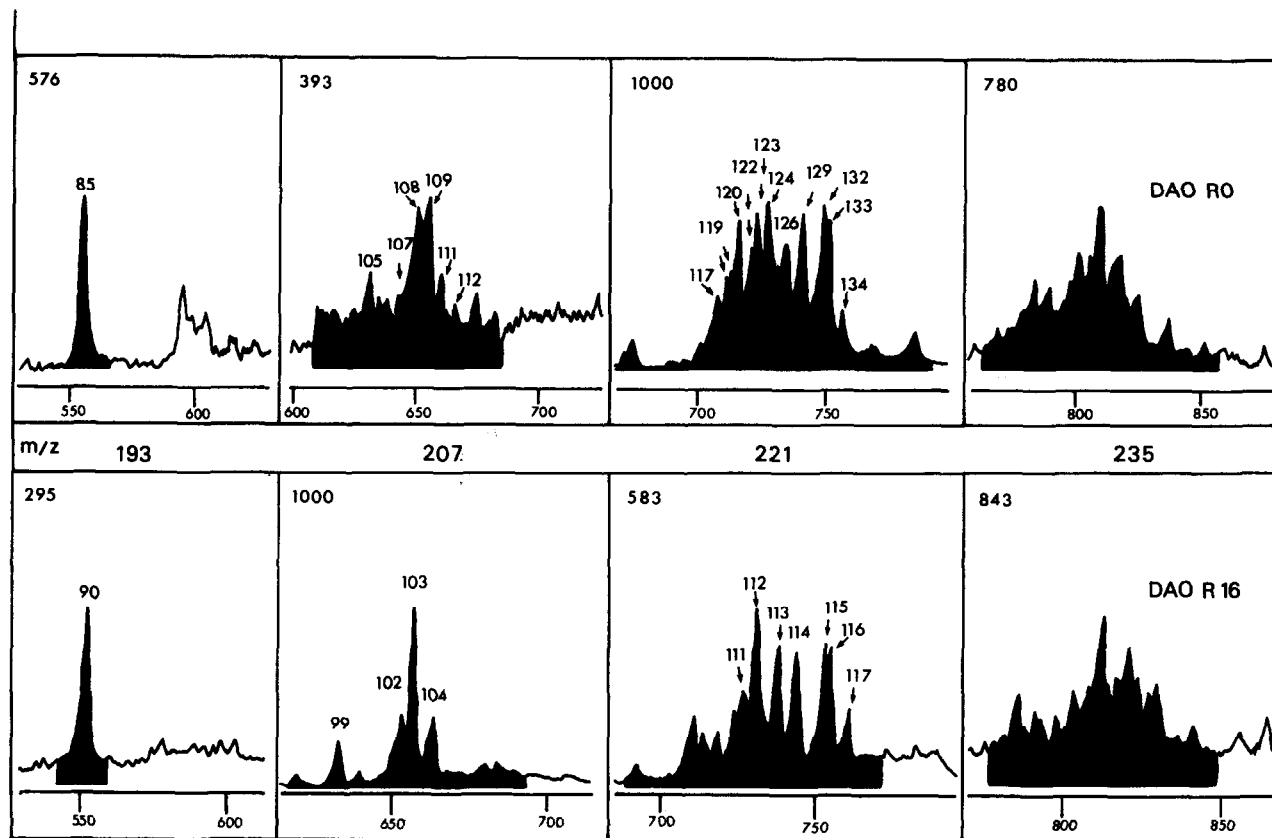 576 393 1000 780
123
122 124 129 132
120
85 108 109 126 133
119
107 DAO R0
105 111
117 112 134
550 600 600 650 700 700 750 800 850
m/z 193 207 221 235
295 1000 583 843
90 103 112 DAO R 16
113 114 115 116
102 104 111 117
99
550 600 650 700 700 750 800 850